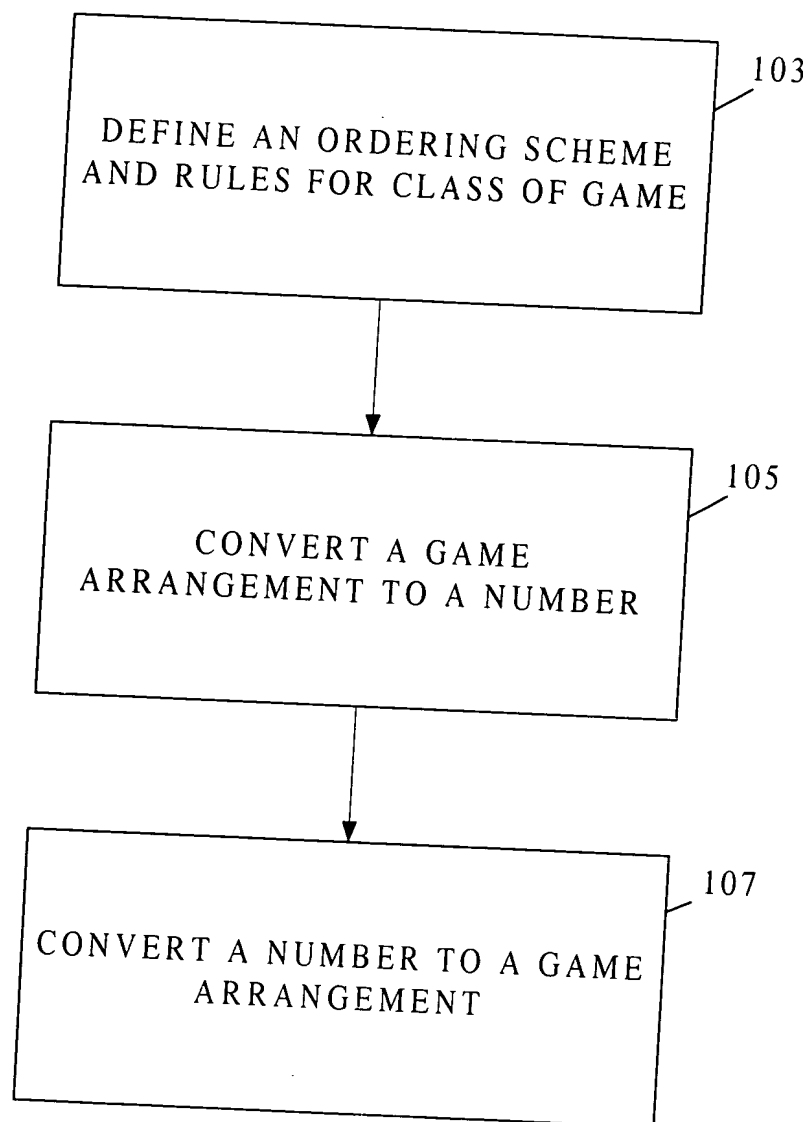 103
DEFINE AN ORDERING SCHEME
AND RULES FOR CLASS OF GAME
105
CONVERT A GAME
ARRANGEMENT TO A NUMBER
107
CONVERT A NUMBER TO A GAME
ARRANGEMENT